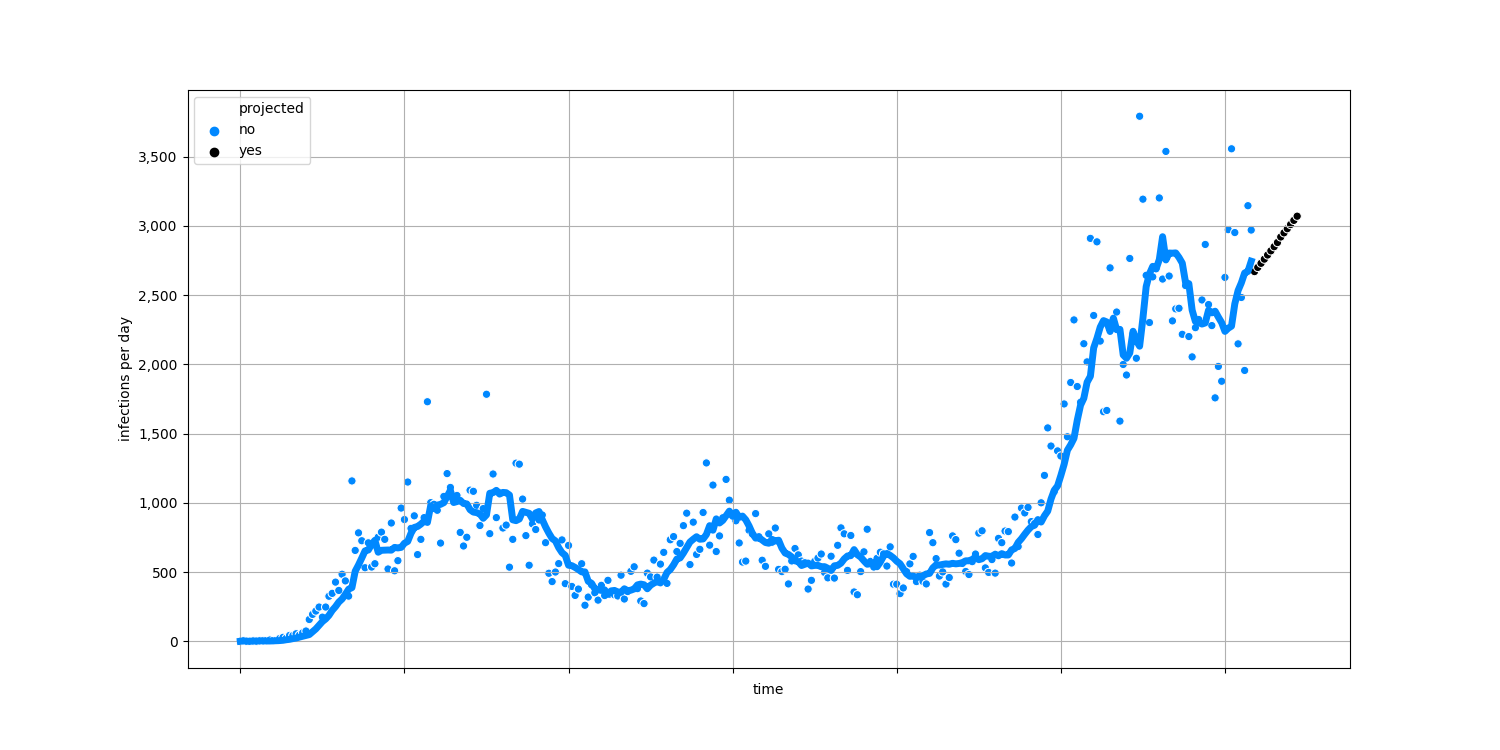 projected
no
yes
3,500
3,000
2,500
2,000
1,500
1,000
500
0
infections per day
time